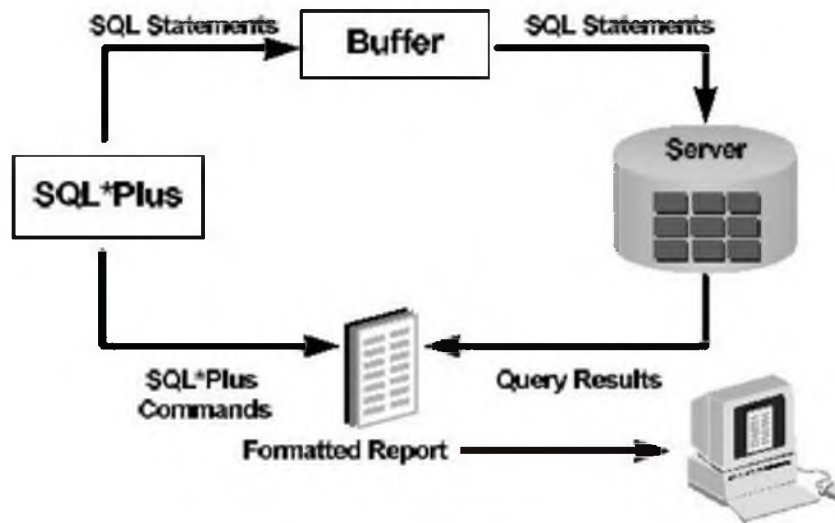 SQL Statements
Buffer
SQL Statements
Server
SQL*Plus
SQL*Plus
Commands
Query Results
Formatted Report